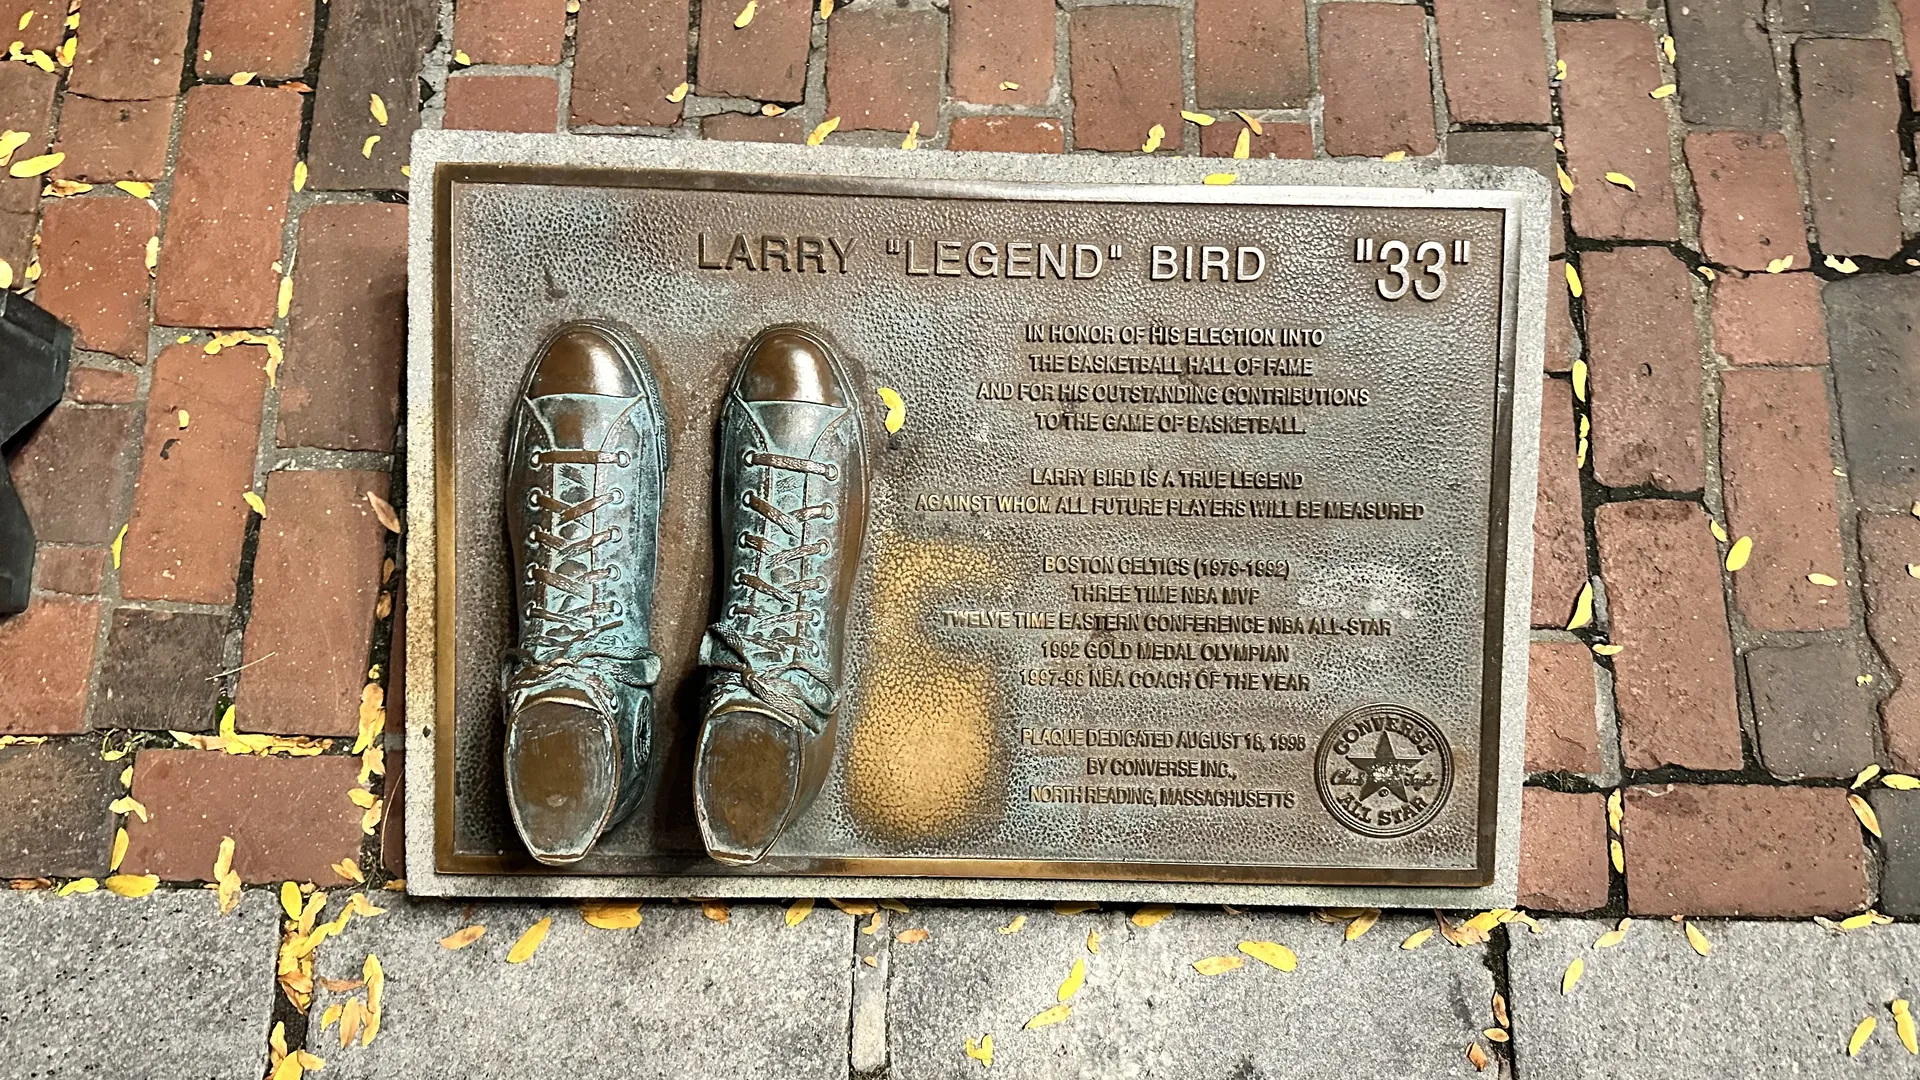 LARRY "LEGEND" BIRD "33"
IN HONOR OF HIS ELECTION INTO
THE BASKETBALL HALL OF FAME
AND FOR HIS OUTSTANDING CONTRIBUTIONS
TO THE GAME OF BASKETBALL.
LARRY BIRD IS A TRUE LEGEND
AGAINST WHOM ALL FUTURE PLAYERS WILL BE MEASURED
BOSTON CELTICS (1979-1992)
THREE TIME NBA MVP
TWELVE TIME EASTERN CONFERENCE NBA ALL-STAR
1992 GOLD MEDAL OLYMPIAN
1997-98 NBA COACH OF THE YEAR
PLAQUE DEDICATED AUGUST 18, 1998
BY CONVERSE INC.,
NORTH READING, MASSACHUSETTS
CONVERSE
Chuck Taylor
ALL STAR